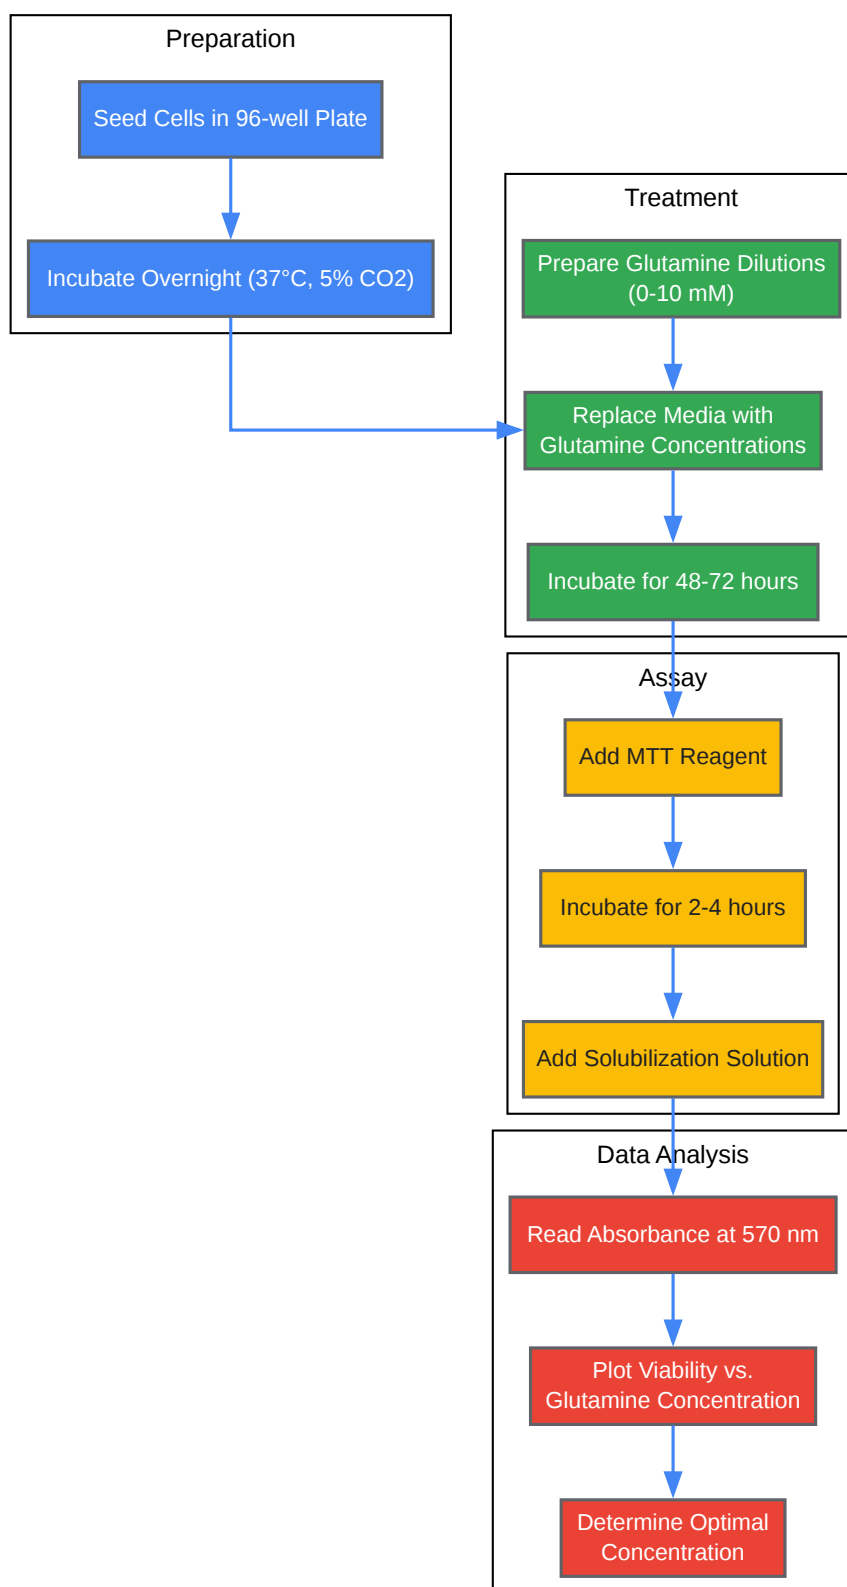 Preparation
Seed Cells in 96-well Plate
Incubate Overnight (37°C, 5% CO2)
Treatment
Prepare Glutamine Dilutions
(0-10 mM)
Replace Media with
Glutamine Concentrations
Incubate for 48-72 hours
Assay
Add MTT Reagent
Incubate for 2-4 hours
Add Solubilization Solution
Data Analysis
Read Absorbance at 570 nm
Plot Viability vs.
Glutamine Concentration
Determine Optimal
Concentration